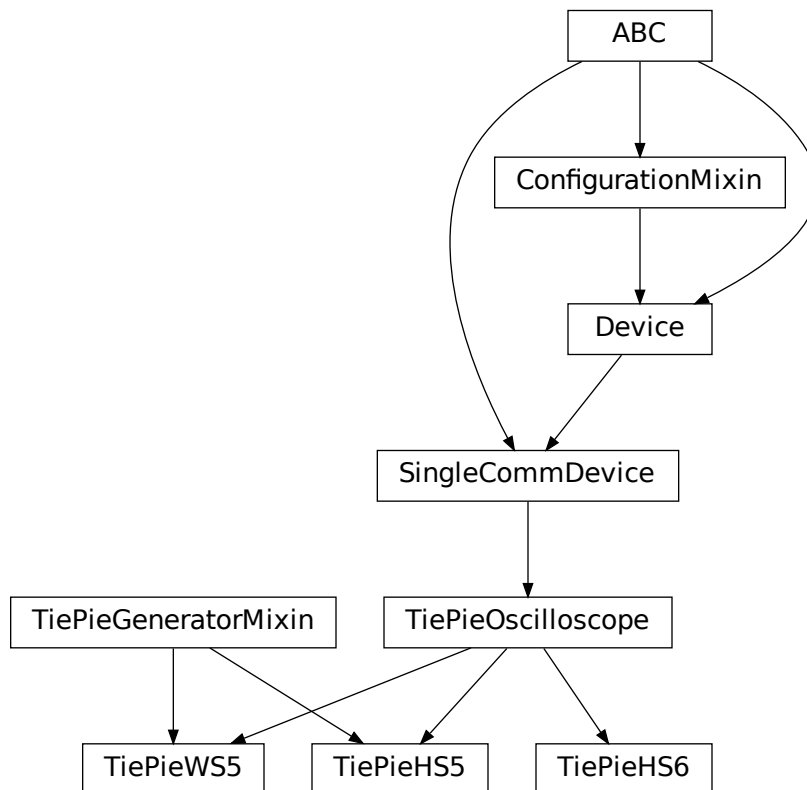 ABC
ConfigurationMixin
Device
SingleCommDevice
TiePieGeneratorMixin
TiePieOscilloscope
TiePieWS5
TiePieHS5
TiePieHS6